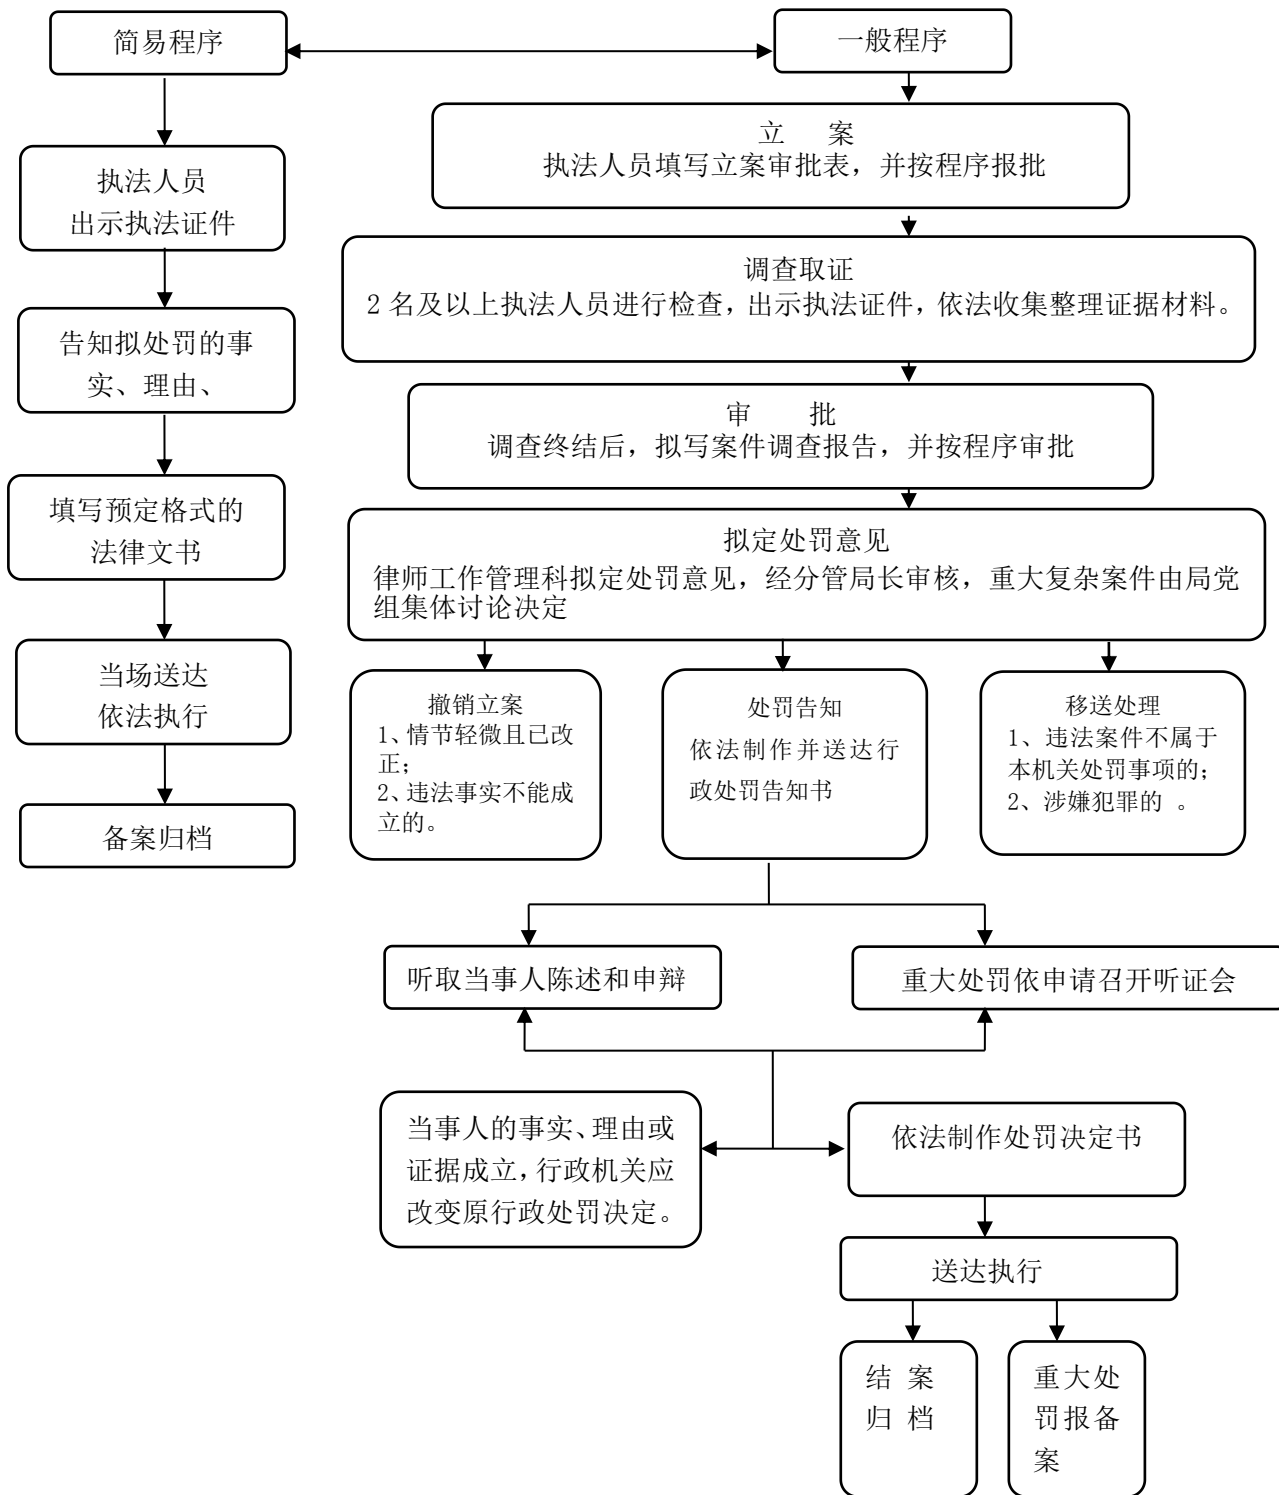 简易程序
一般程序
立 案
执法人员填写立案审批表，并按程序报批
执法人员
出示执法证件
调查取证
2 名及以上执法人员进行检查，出示执法证件，依法收集整理证据材料。
告知拟处罚的事
实、理由、
审 批
调查终结后，拟写案件调查报告，并按程序审批
填写预定格式的
法律文书
拟定处罚意见
律师工作管理科拟定处罚意见，经分管局长审核，重大复杂案件由局党
组集体讨论决定
当场送达
依法执行
备案归档
撤销立案
1、情节轻微且已改
正；
2、违法事实不能成
立的。
处罚告知
依法制作并送达行
政处罚告知书
移送处理
1、违法案件不属于
本机关处罚事项的；
2、涉嫌犯罪的 。
听取当事人陈述和申辩
重大处罚依申请召开听证会
当事人的事实、理由或
证据成立，行政机关应
改变原行政处罚决定。
依法制作处罚决定书
送达执行
结 案
归 档
重大处
罚报备
案